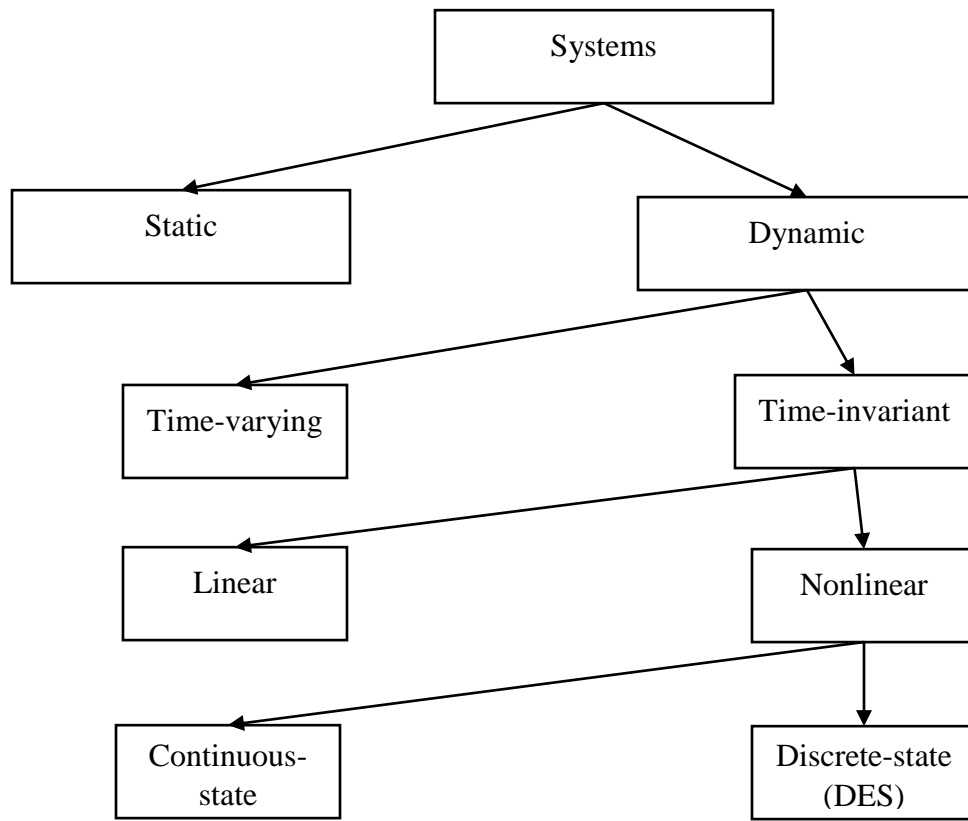 Systems
Static
Dynamic
Time-varying
Time-invariant
Linear
Nonlinear
Continuous-
state
Discrete-state
(DES)